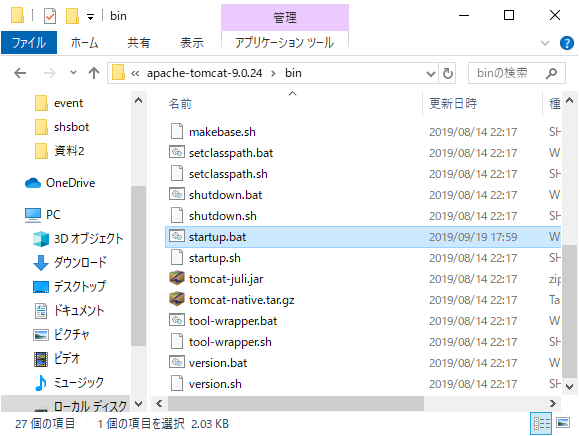 bin
管理
ファイル ホーム 共有 表示 アプリケーション ツール
« apache-tomcat-9.0.24 › bin binの検索
名前 更新日時 種
event
shsbot
資料2
OneDrive
PC
3D オブジェクト
ダウンロード
デスクトップ
ドキュメント
ピクチャ
ビデオ
ミュージック
ローカル ディスク
makebase.sh 2019/08/14 22:17 SH
setclasspath.bat 2019/08/14 22:17 W
setclasspath.sh 2019/08/14 22:17 SH
shutdown.bat 2019/08/14 22:17 W
shutdown.sh 2019/08/14 22:17 SH
startup.bat 2019/09/19 17:59 W
startup.sh 2019/08/14 22:17 SH
tomcat-juli.jar 2019/08/14 22:17 zip
tomcat-native.tar.gz 2019/08/14 22:17 Ta
tool-wrapper.bat 2019/08/14 22:17 W
tool-wrapper.sh 2019/08/14 22:17 SH
version.bat 2019/08/14 22:17 W
version.sh 2019/08/14 22:17 SH
27 個の項目 1 個の項目を選択 2.03 KB